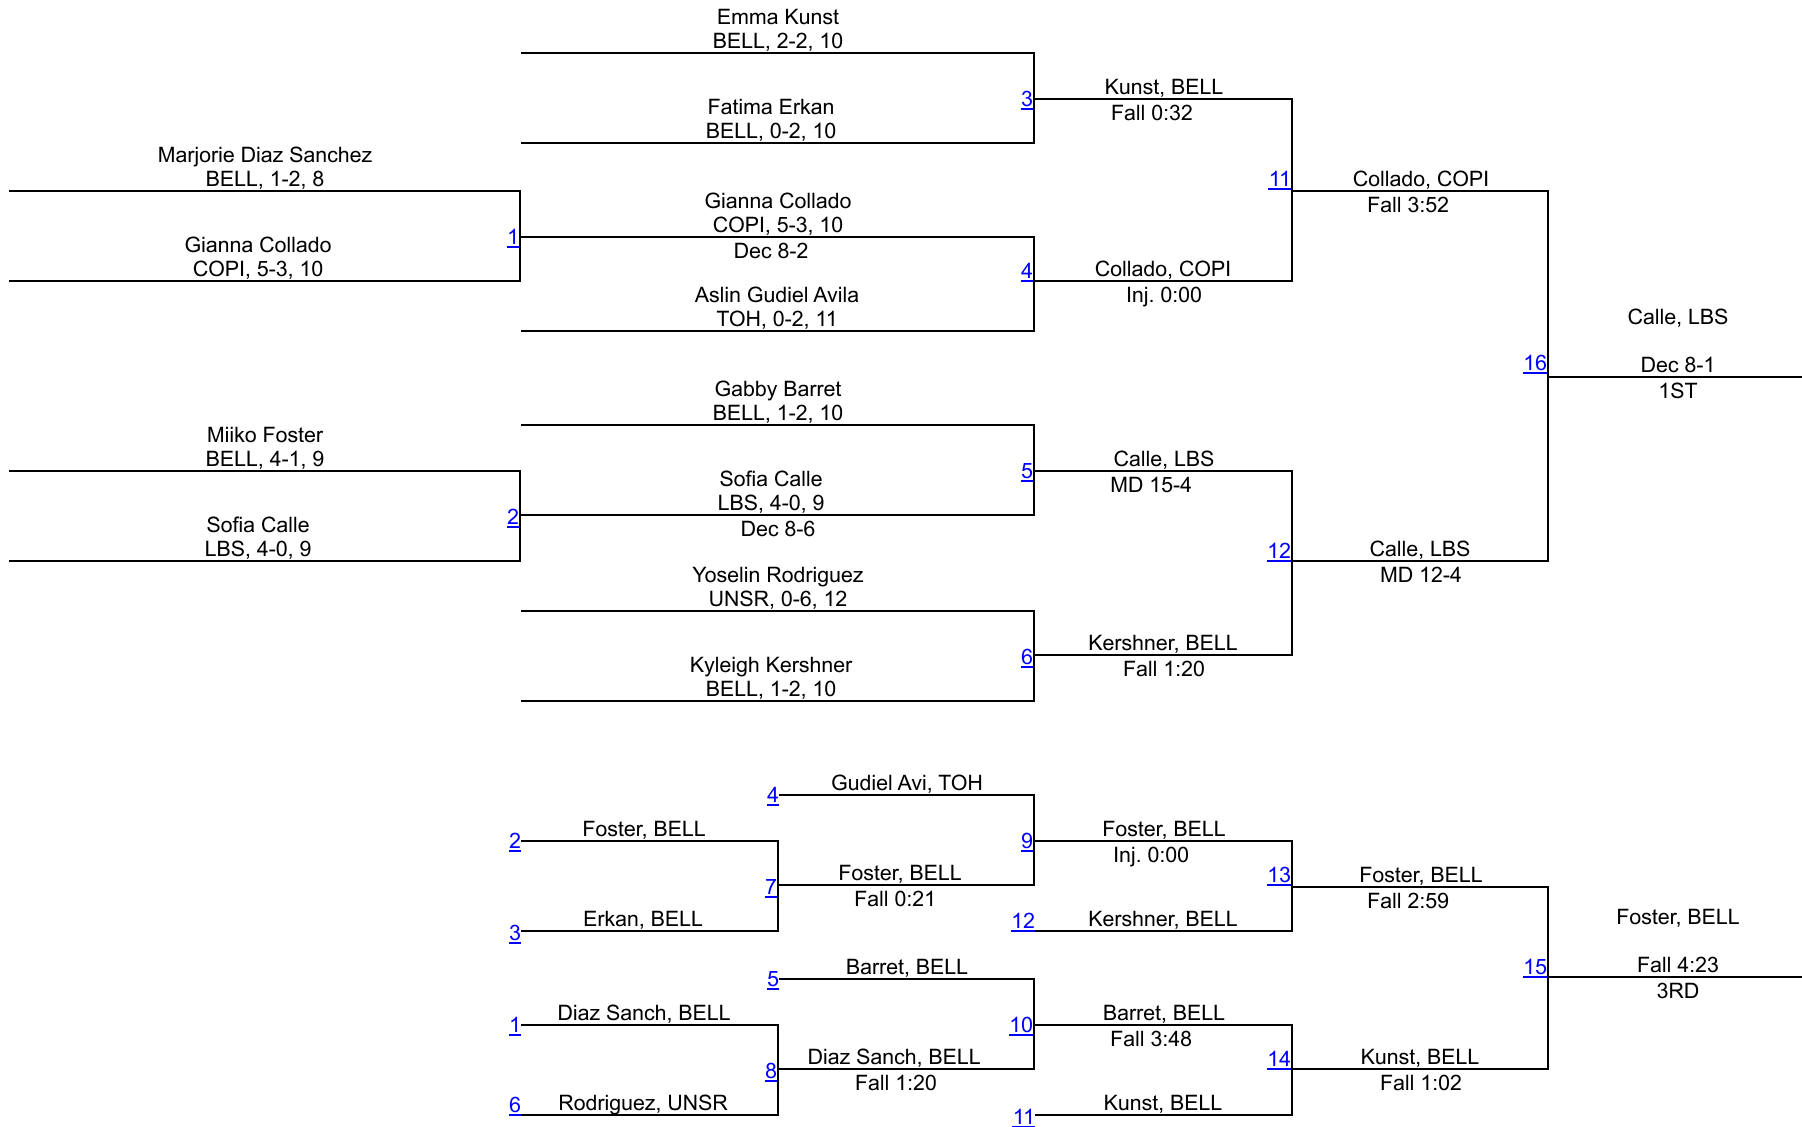 Emma Kunst
BELL, 2-2, 10
3
Kunst, BELL
Fall 0:32
Fatima Erkan
BELL, 0-2, 10
Marjorie Diaz Sanchez
BELL, 1-2, 8
11
Collado, COPI
Fall 3:52
Gianna Collado
COPI, 5-3, 10
1
Gianna Collado
COPI, 5-3, 10
Dec 8-2
4
Collado, COPI
Inj. 0:00
Aslin Gudiel Avila
TOH, 0-2, 11
Calle, LBS
16
Dec 8-1
1ST
Gabby Barret
BELL, 1-2, 10
Miiko Foster
BELL, 4-1, 9
5
Calle, LBS
MD 15-4
Sofia Calle
LBS, 4-0, 9
2
Sofia Calle
LBS, 4-0, 9
Dec 8-6
12
Calle, LBS
MD 12-4
Yoselin Rodriguez
UNSR, 0-6, 12
6
Kershner, BELL
Fall 1:20
Kyleigh Kershner
BELL, 1-2, 10
4
Gudiel Avi, TOH
2
Foster, BELL
9
Foster, BELL
Inj. 0:00
7
Foster, BELL
Fall 0:21
13
Foster, BELL
Fall 2:59
3
Erkan, BELL
12
Kershner, BELL
Foster, BELL
15
Fall 4:23
3RD
5
Barret, BELL
1
Diaz Sanch, BELL
10
Barret, BELL
Fall 3:48
8
Diaz Sanch, BELL
Fall 1:20
14
Kunst, BELL
Fall 1:02
6
Rodriguez, UNSR
11
Kunst, BELL